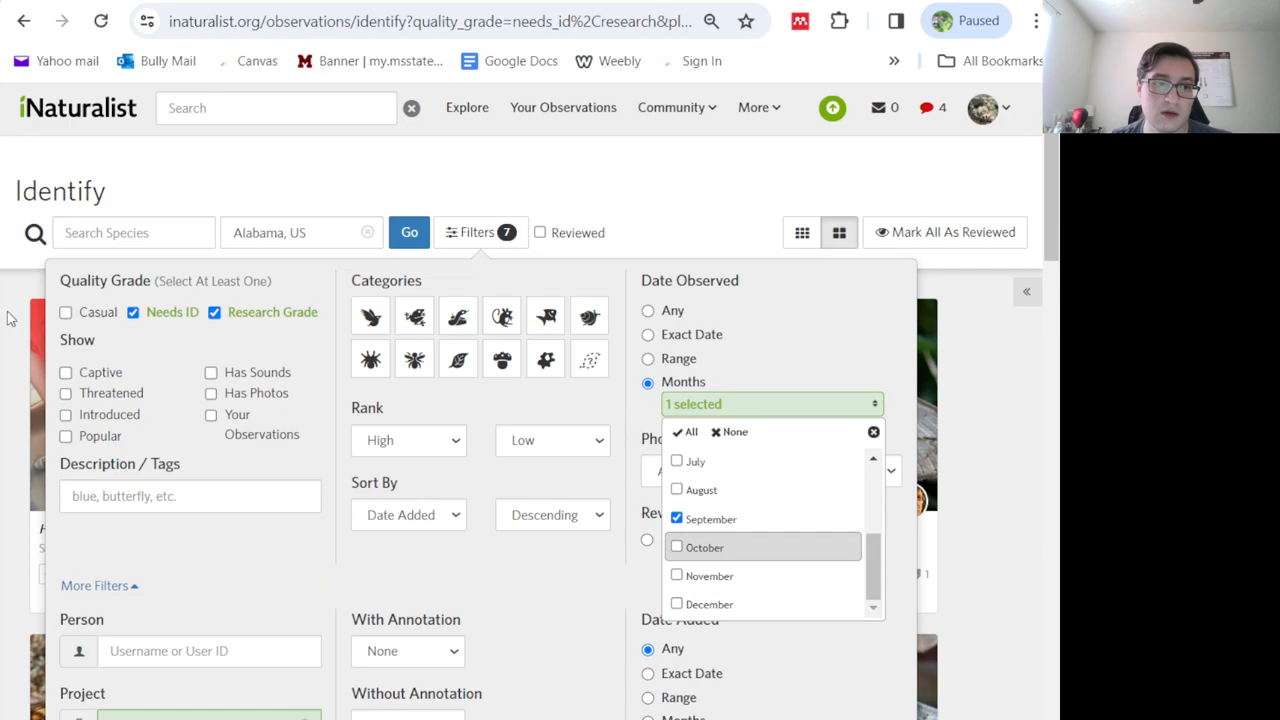 inaturalist.org/observations/identify?quality_grade=needs_id%2Cresearch&pl...
Paused
Yahoo mail
Bully Mail
Canvas
Banner | my.msstate...
Google Docs
Weebly
Sign In
»
All Bookmarks
iNaturalist
Search
Explore
Your Observations
Community
More
0
4
Identify
Search Species
Alabama, US
Go
Filters 7
Reviewed
Mark All As Reviewed
Quality Grade (Select At Least One)
Casual
Needs ID
Research Grade
Show
Captive
Has Sounds
Threatened
Has Photos
Introduced
Your Observations
Popular
Description / Tags
blue, butterfly, etc.
More Filters
Person
Username or User ID
Project
Categories
Rank
High
Low
Sort By
Date Added
Descending
With Annotation
None
Without Annotation
Date Observed
Any
Exact Date
Range
Months
1 selected
All
None
July
August
September
October
November
December
Pho
Rev
1
Date Added
Any
Exact Date
Range
Months
«